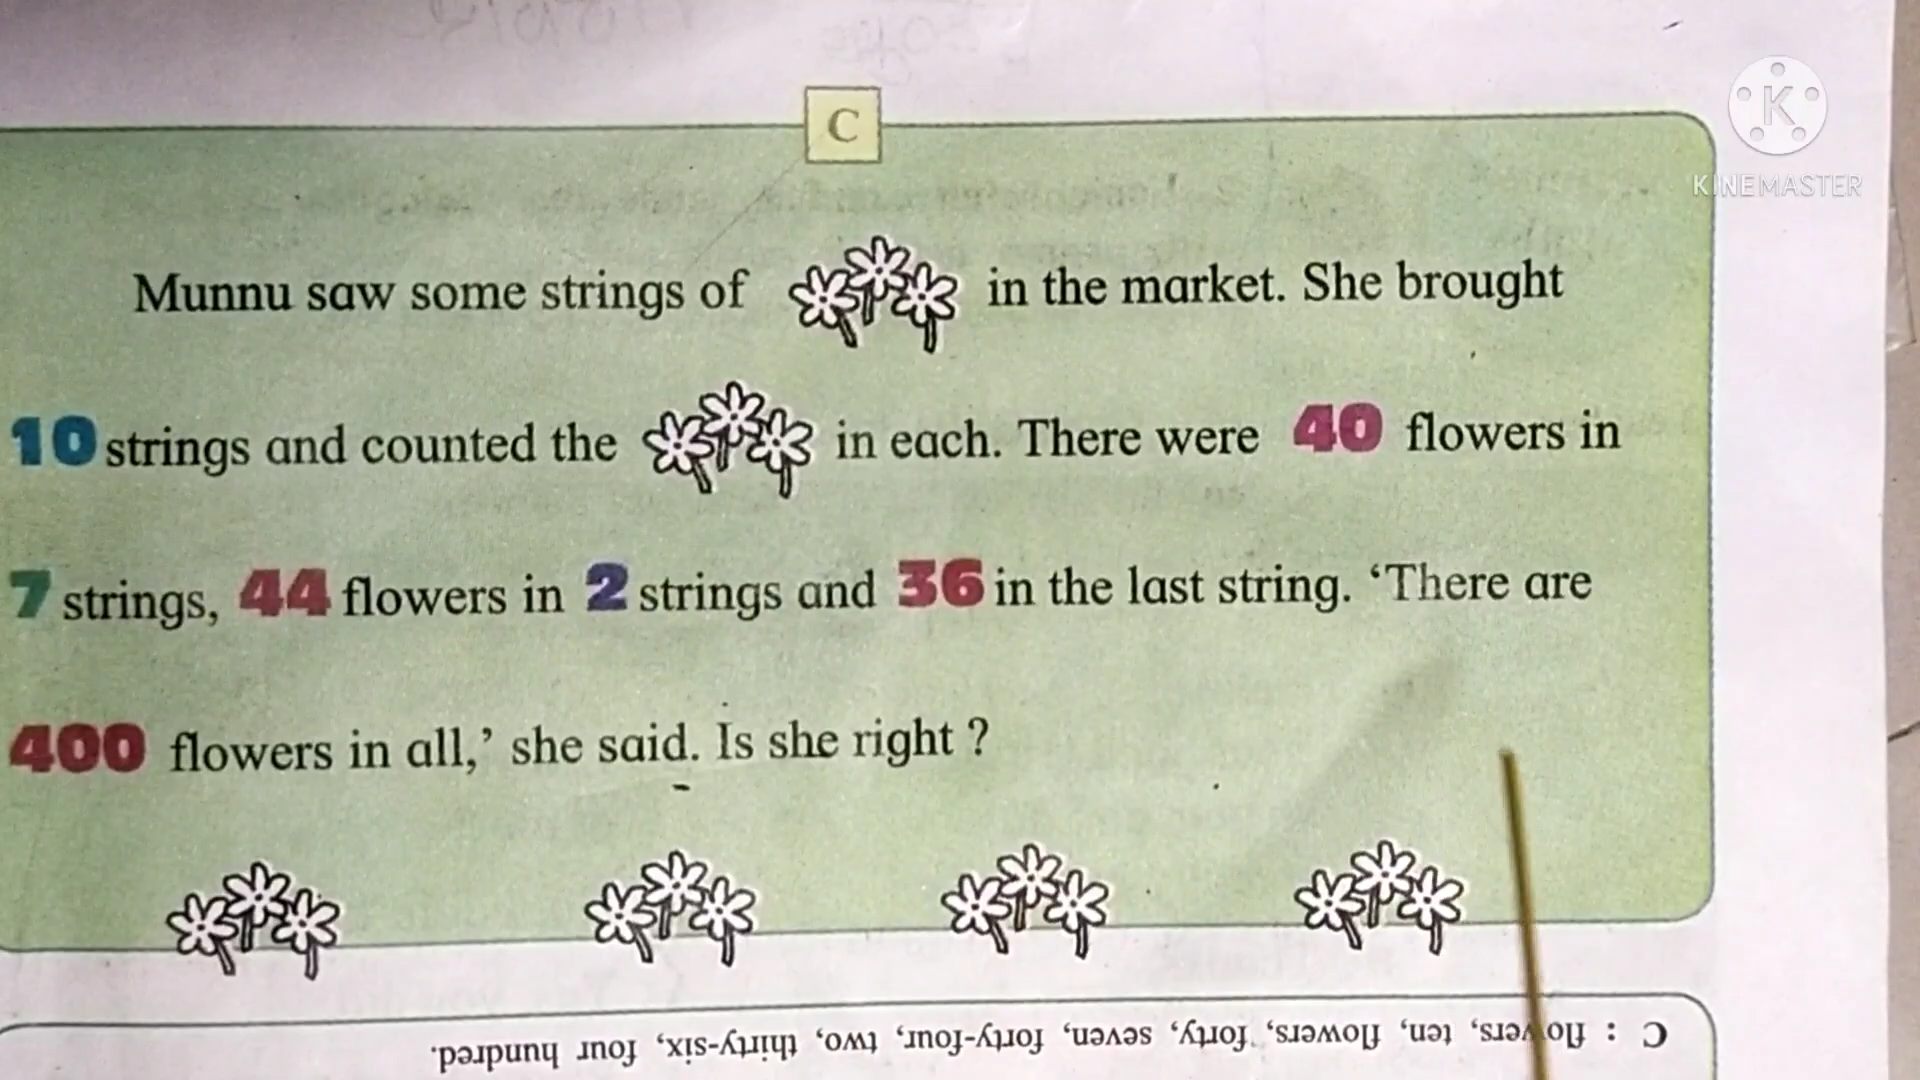 C
K
KINEMASTER
Munnu saw some strings of in the market. She brought
10 strings and counted the in each. There were 40 flowers in
7 strings, 44 flowers in 2 strings and 36 in the last string. ‘There are
400 flowers in all,’ she said. Is she right ?
C : flowers, ten, flowers, forty, seven, forty-four, two, thirty-six, four hundred.